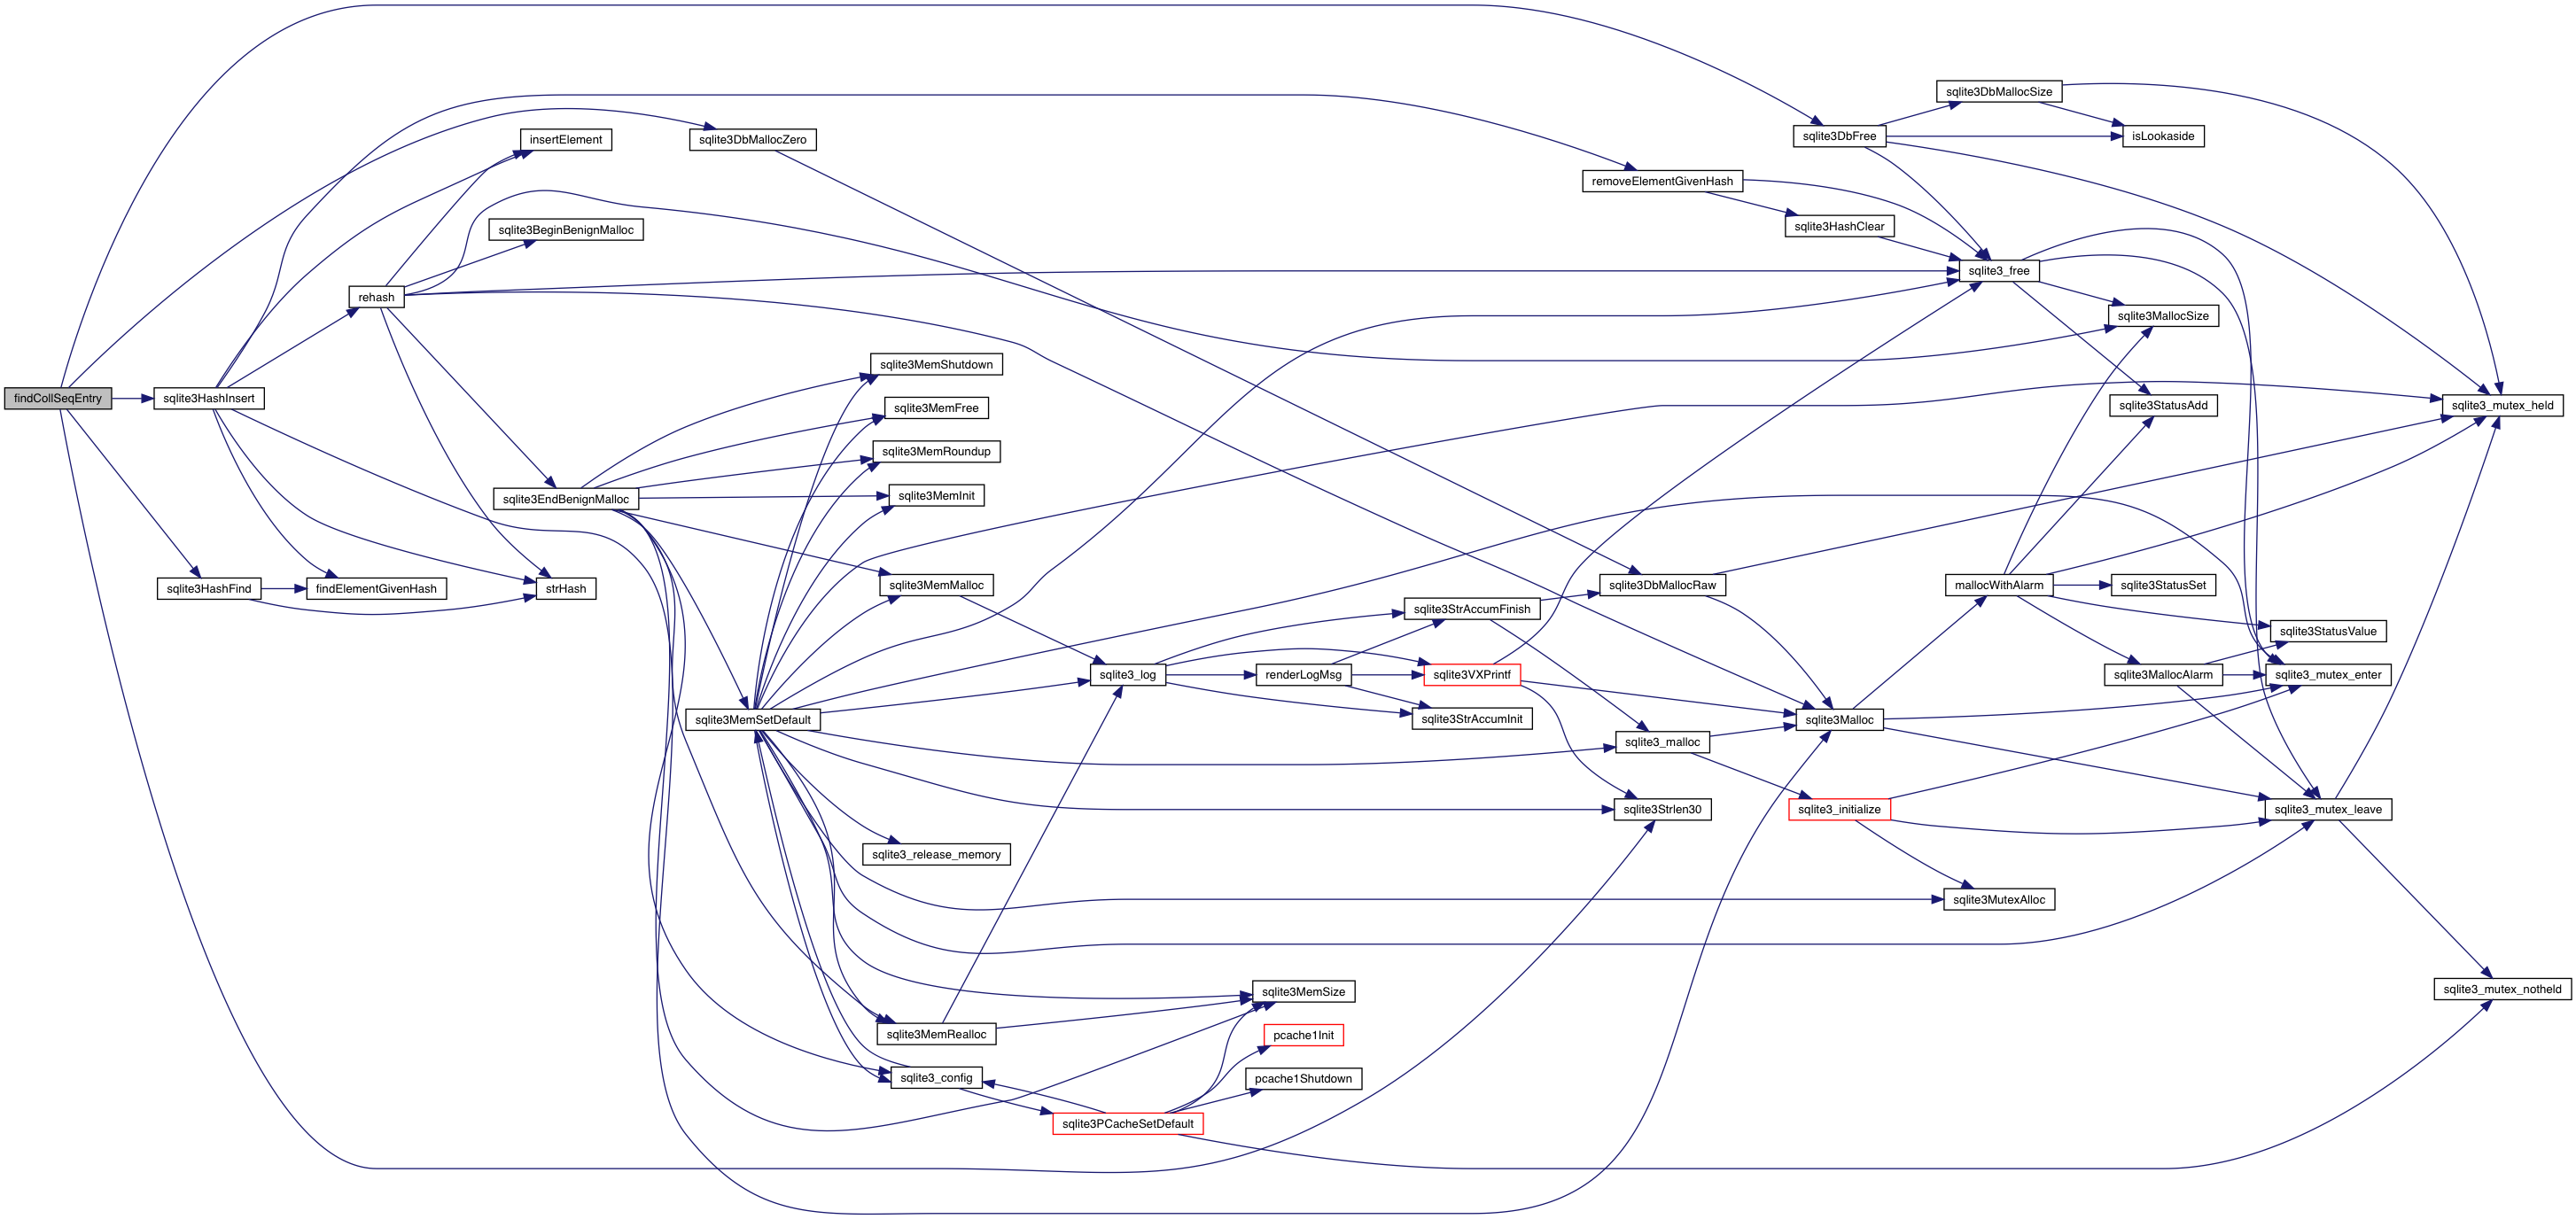 findCollSeqEntry
sqlite3HashInsert
sqlite3HashFind
rehash
findElementGivenHash
insertElement
sqlite3BeginBenignMalloc
sqlite3EndBenignMalloc
strHash
sqlite3DbMallocZero
sqlite3MemSetDefault
sqlite3MemShutdown
sqlite3MemFree
sqlite3MemRoundup
sqlite3MemInit
sqlite3MemMalloc
sqlite3_release_memory
sqlite3MemRealloc
sqlite3_config
sqlite3_log
sqlite3PCacheSetDefault
renderLogMsg
sqlite3MemSize
pcache1Init
pcache1Shutdown
sqlite3StrAccumFinish
sqlite3VXPrintf
sqlite3StrAccumInit
removeElementGivenHash
sqlite3DbMallocRaw
sqlite3_malloc
sqlite3Strlen30
sqlite3DbFree
sqlite3HashClear
sqlite3Malloc
sqlite3_initialize
sqlite3DbMallocSize
sqlite3_free
mallocWithAlarm
sqlite3MutexAlloc
isLookaside
sqlite3MallocSize
sqlite3StatusAdd
sqlite3StatusSet
sqlite3MallocAlarm
sqlite3StatusValue
sqlite3_mutex_enter
sqlite3_mutex_leave
sqlite3_mutex_held
sqlite3_mutex_notheld